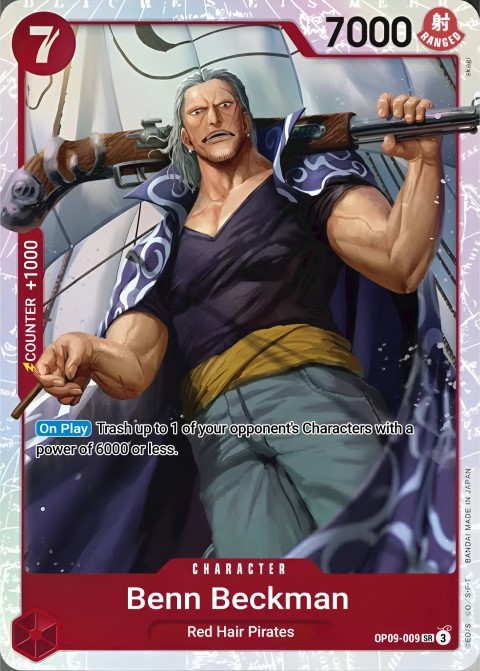 7
7000
射
RANGED
akagi
COUNTER +1000
On Play Trash up to 1 of your opponent's Characters with a
power of 6000 or less.
CHARACTER
Benn Beckman
Red Hair Pirates
OP09-009 SR 3
©E.O/S ©O/S・F・T BANDAI MADE IN JAPAN